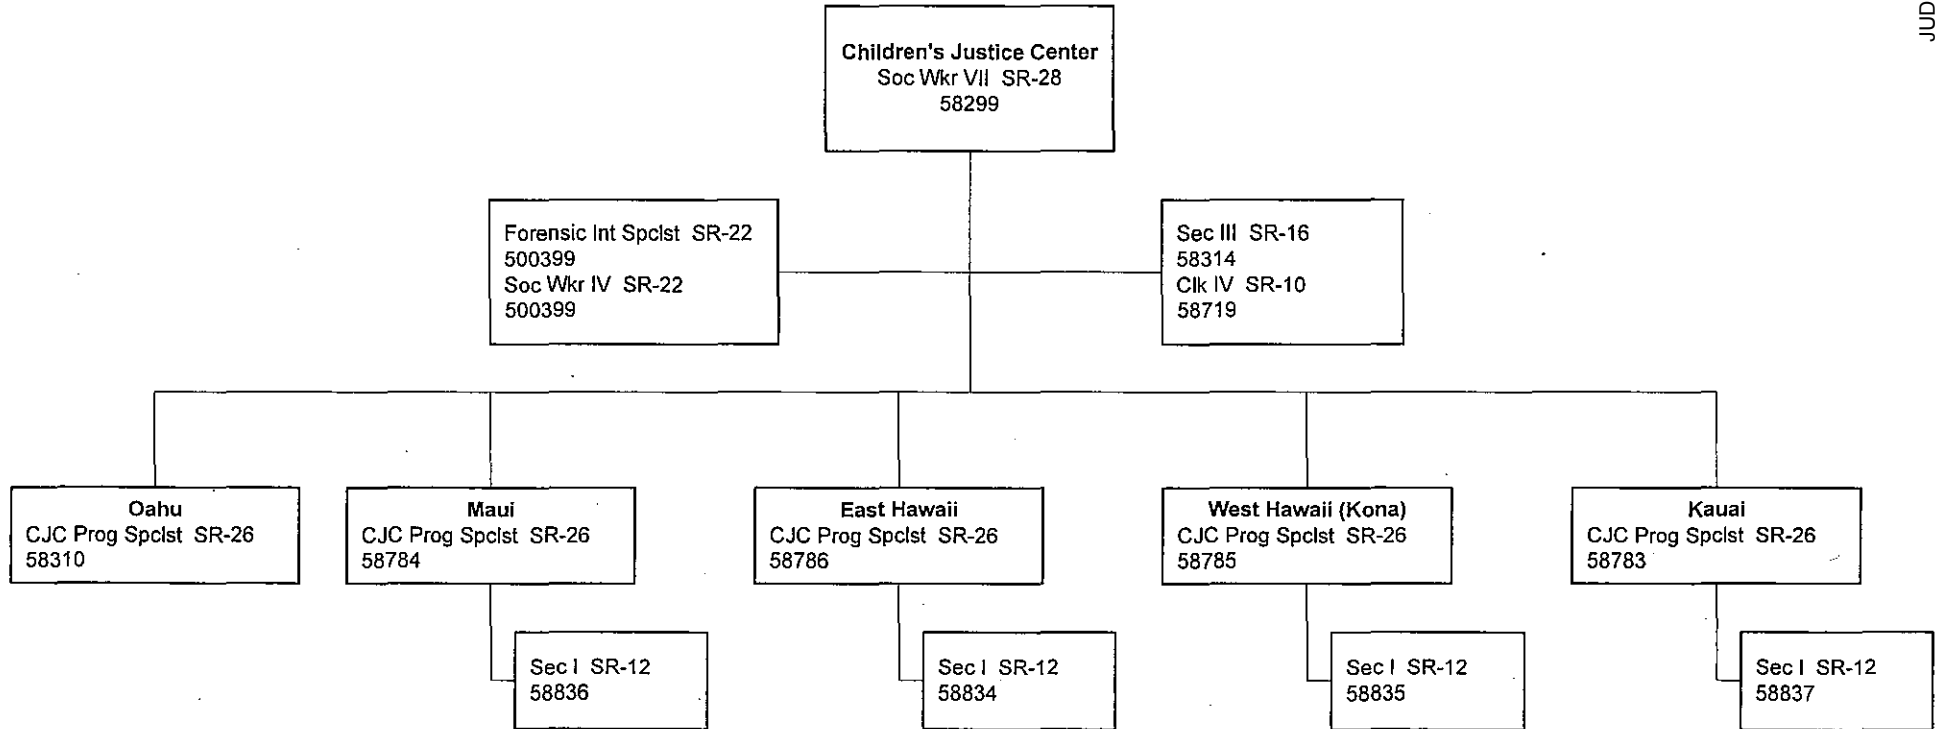 JUD
Children's Justice Center
Soc Wkr VII SR-28
58299
Forensic Int Spclst SR-22
500399
Soc Wkr IV SR-22
500399
Sec III SR-16
58314
Clk IV SR-10
58719
Oahu
CJC Prog Spclst SR-26
58310
Maui
CJC Prog Spclst SR-26
58784
East Hawaii
CJC Prog Spclst SR-26
58786
West Hawaii (Kona)
CJC Prog Spclst SR-26
58785
Kauai
CJC Prog Spclst SR-26
58783
Sec I SR-12
58836
Sec I SR-12
58834
Sec I SR-12
58835
Sec I SR-12
58837